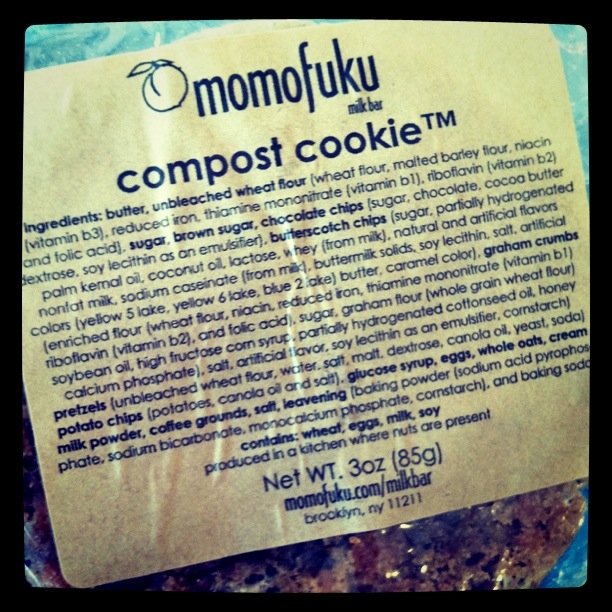 momofuku
milk bar
compost cookie™
Ingredients: butter, unbleached wheat flour (wheat flour, malted barley flour, niacin
(vitamin b3), reduced iron, thiamine mononitrate (vitamin b1), riboflavin (vitamin b2)
and folic acid), sugar, brown sugar, chocolate chips (sugar, chocolate, cocoa butter
dextrose, soy lecithin as an emulsifier), butterscotch chips (sugar, partially hydrogenated
palm kernal oil, coconut oil, lactose, whey (from milk), natural and artificial flavors
nonfat milk, sodium caseinate (from milk), buttermilk solids, soy lecithin, salt, artificial
colors (yellow 5 lake, yellow 6 lake, blue 2 lake) butter, caramel color), graham crumbs
(enriched flour (wheat flour, niacin, reduced iron, thiamine mononitrate (vitamin b1)
riboflavin (vitamin b2), and folic acid), sugar, graham flour (whole grain wheat flour)
soybean oil, high fructose corn syrup, partially hydrogenated cottonseed oil, honey
calcium phosphate), salt, artificial flavor, soy lecithin as an emulsifier, cornstarch)
pretzels (unbleached wheat flour, water, salt, malt, dextrose, canola oil, yeast, soda)
potato chips (potatoes, canola oil and salt), glucose syrup, eggs, whole oats, cream
milk powder, coffee grounds, salt, leavening (baking powder (sodium acid pyrophos
phate, sodium bicarbonate, monocalcium phosphate, cornstarch), and baking soda
contains: wheat, eggs, milk, soy
produced in a kitchen where nuts are present
Net WT. 3oz (85g)
momofuku.com/milkbar
brooklyn, ny 11211